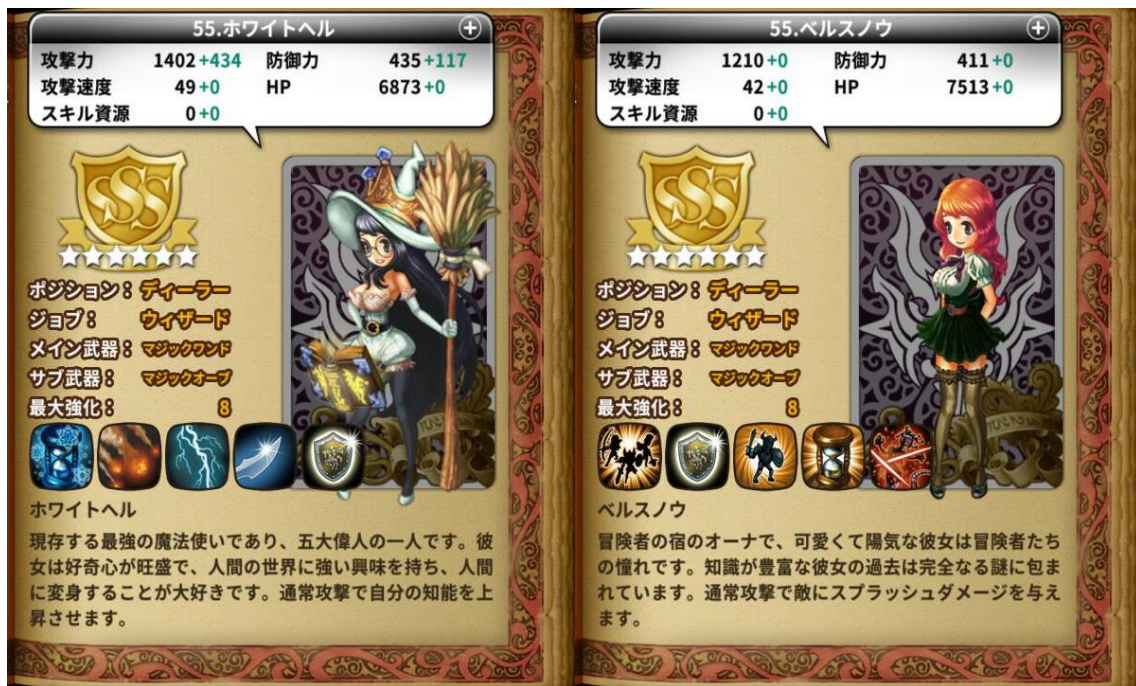 55.ホワイトヘル
攻撃力 1402+434 防御力 435+117
攻撃速度 49+0 HP 6873+0
スキル資源 0+0
SSS
ポジション： ディーラー
ジョブ： ウィザード
メイン武器： マジックワンド
サブ武器： マジックオーブ
最大強化： 8
ホワイトヘル
現存する最強の魔法使いであり、五大偉人の一人です。彼
女は好奇心が旺盛で、人間の世界に強い興味を持ち、人間
に変身することが大好きです。通常攻撃で自分の知能を上
昇させます。
55.ベルスノウ
攻撃力 1210+0 防御力 411+0
攻撃速度 42+0 HP 7513+0
スキル資源 0+0
SSS
ポジション： ディーラー
ジョブ： ウィザード
メイン武器： マジックワンド
サブ武器： マジックオーブ
最大強化： 8
ベルスノウ
冒険者の宿のオーナで、可愛くて陽気な彼女は冒険者たち
の憧れです。知識が豊富な彼女の過去は完全なる謎に包ま
れています。通常攻撃で敵にスプラッシュダメージを与え
ます。